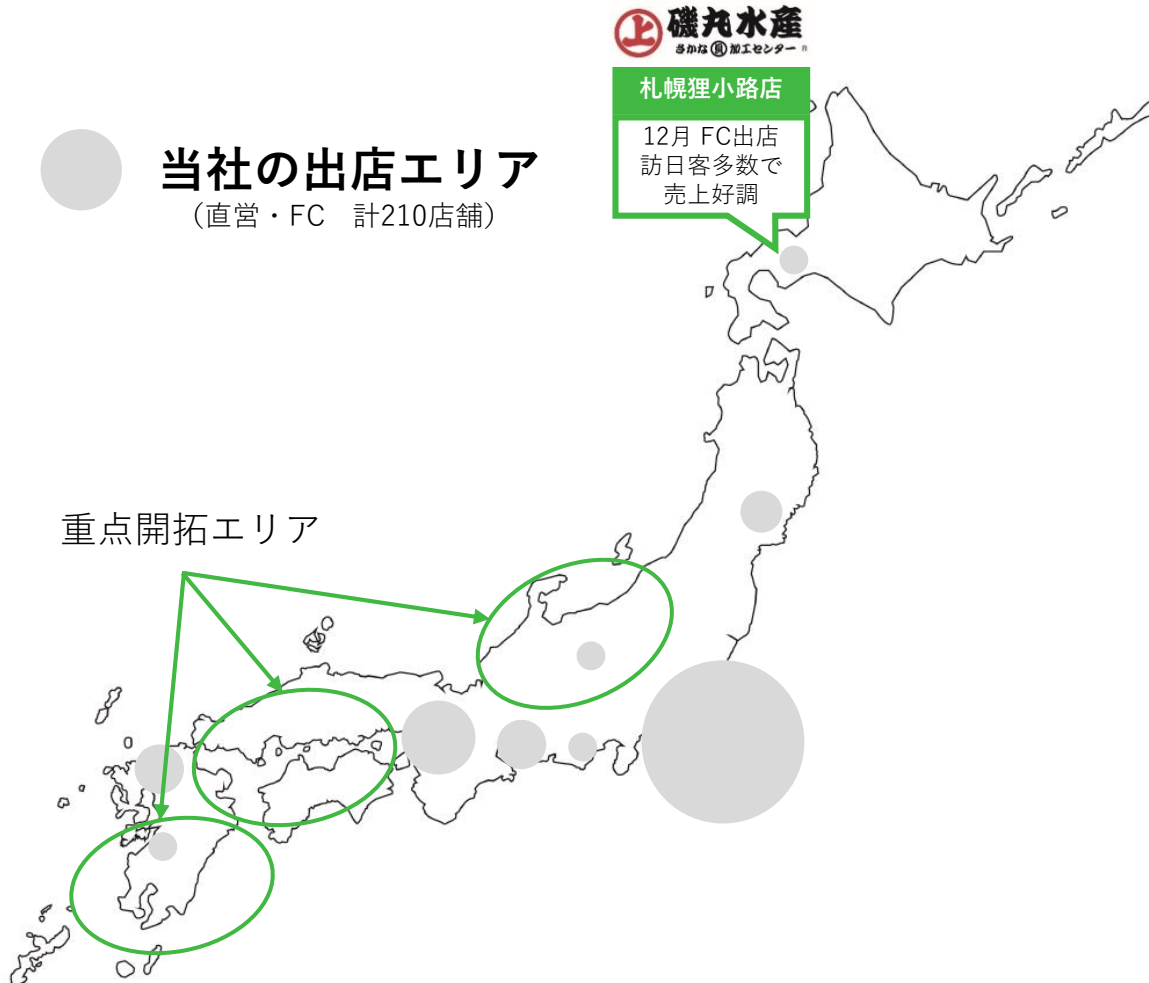 上 磯丸水産
さかな貝加工センター
札幌狸小路店
12月 FC出店
訪日客多数で
売上好調
当社の出店エリア
（直営・FC　計210店舗）
重点開拓エリア